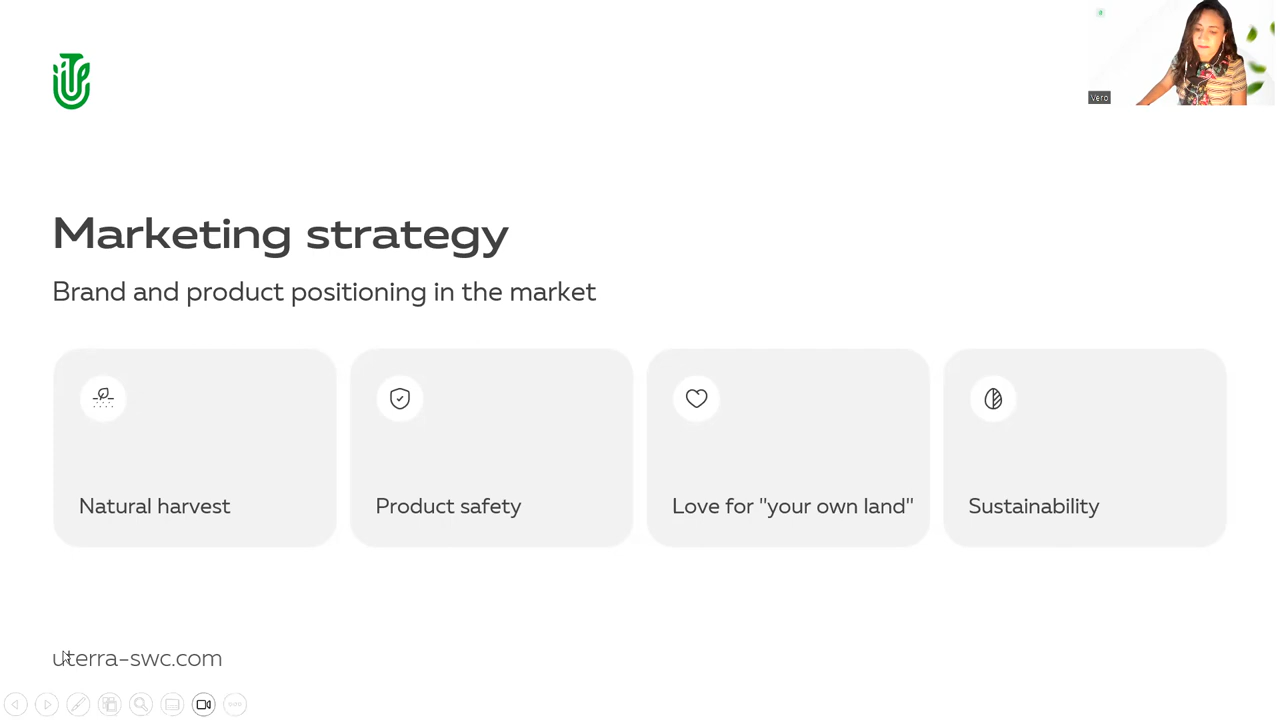 Vero
Marketing strategy
Brand and product positioning in the market
Natural harvest
Product safety
Love for "your own land"
Sustainability
uterra-swc.com